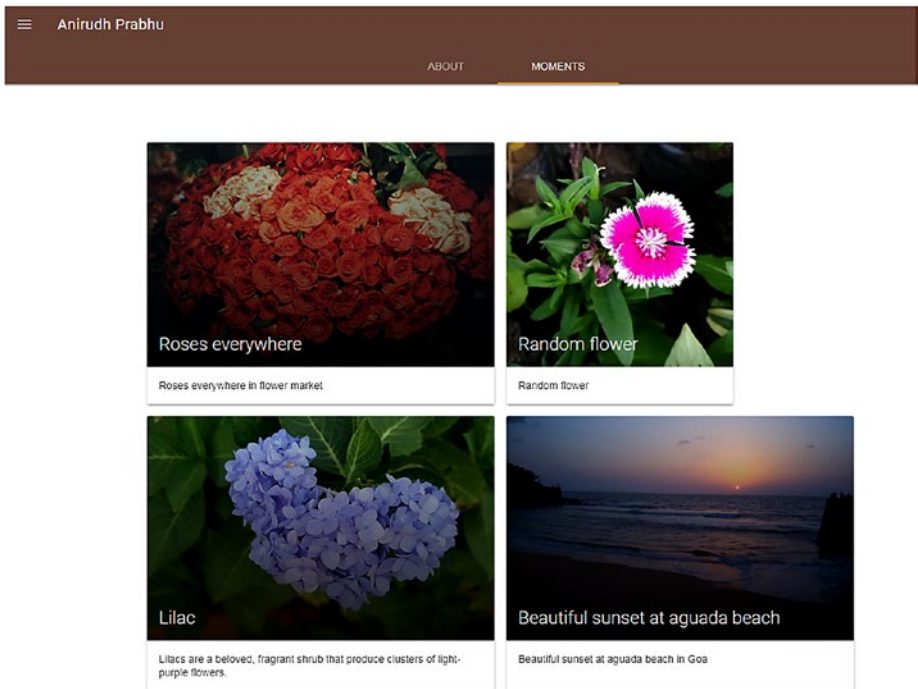 Anirudh Prabhu
ABOUT MOMENTS
Roses everywhere
Roses everywhere in flower market
Random flower
Random flower
Lilac
Lilacs are a beloved, fragrant shrub that produce clusters of light-
purple flowers.
Beautiful sunset at aguada beach
Beautiful sunset at aguada beach in Goa